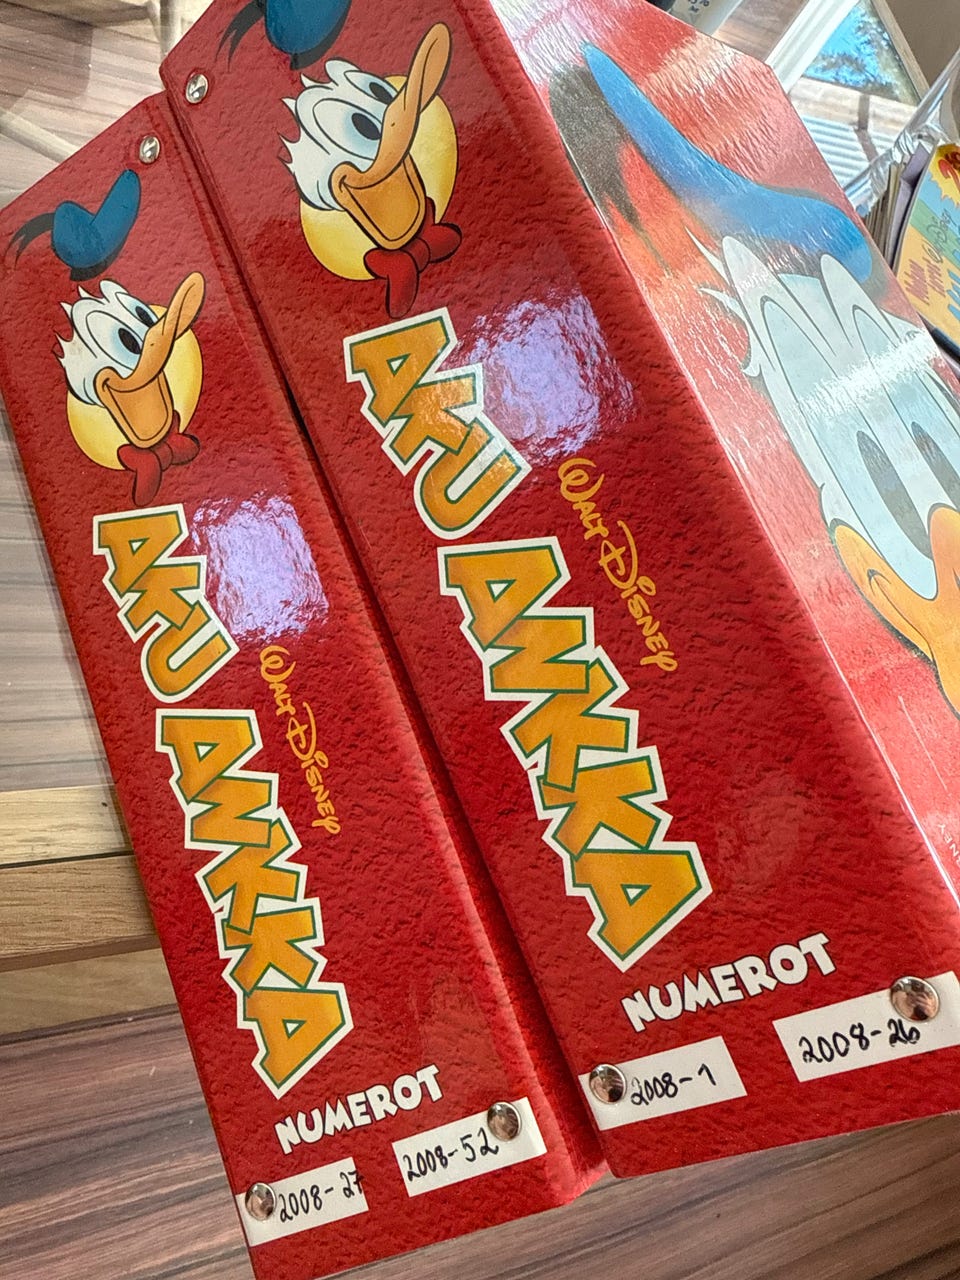 AKU ANKKA
WALT DISNEY
NUMEROT
2008-27
2008-52
AKU ANKKA
WALT DISNEY
NUMEROT
2008-1
2008-26